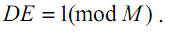 DE = 1(mod M) .